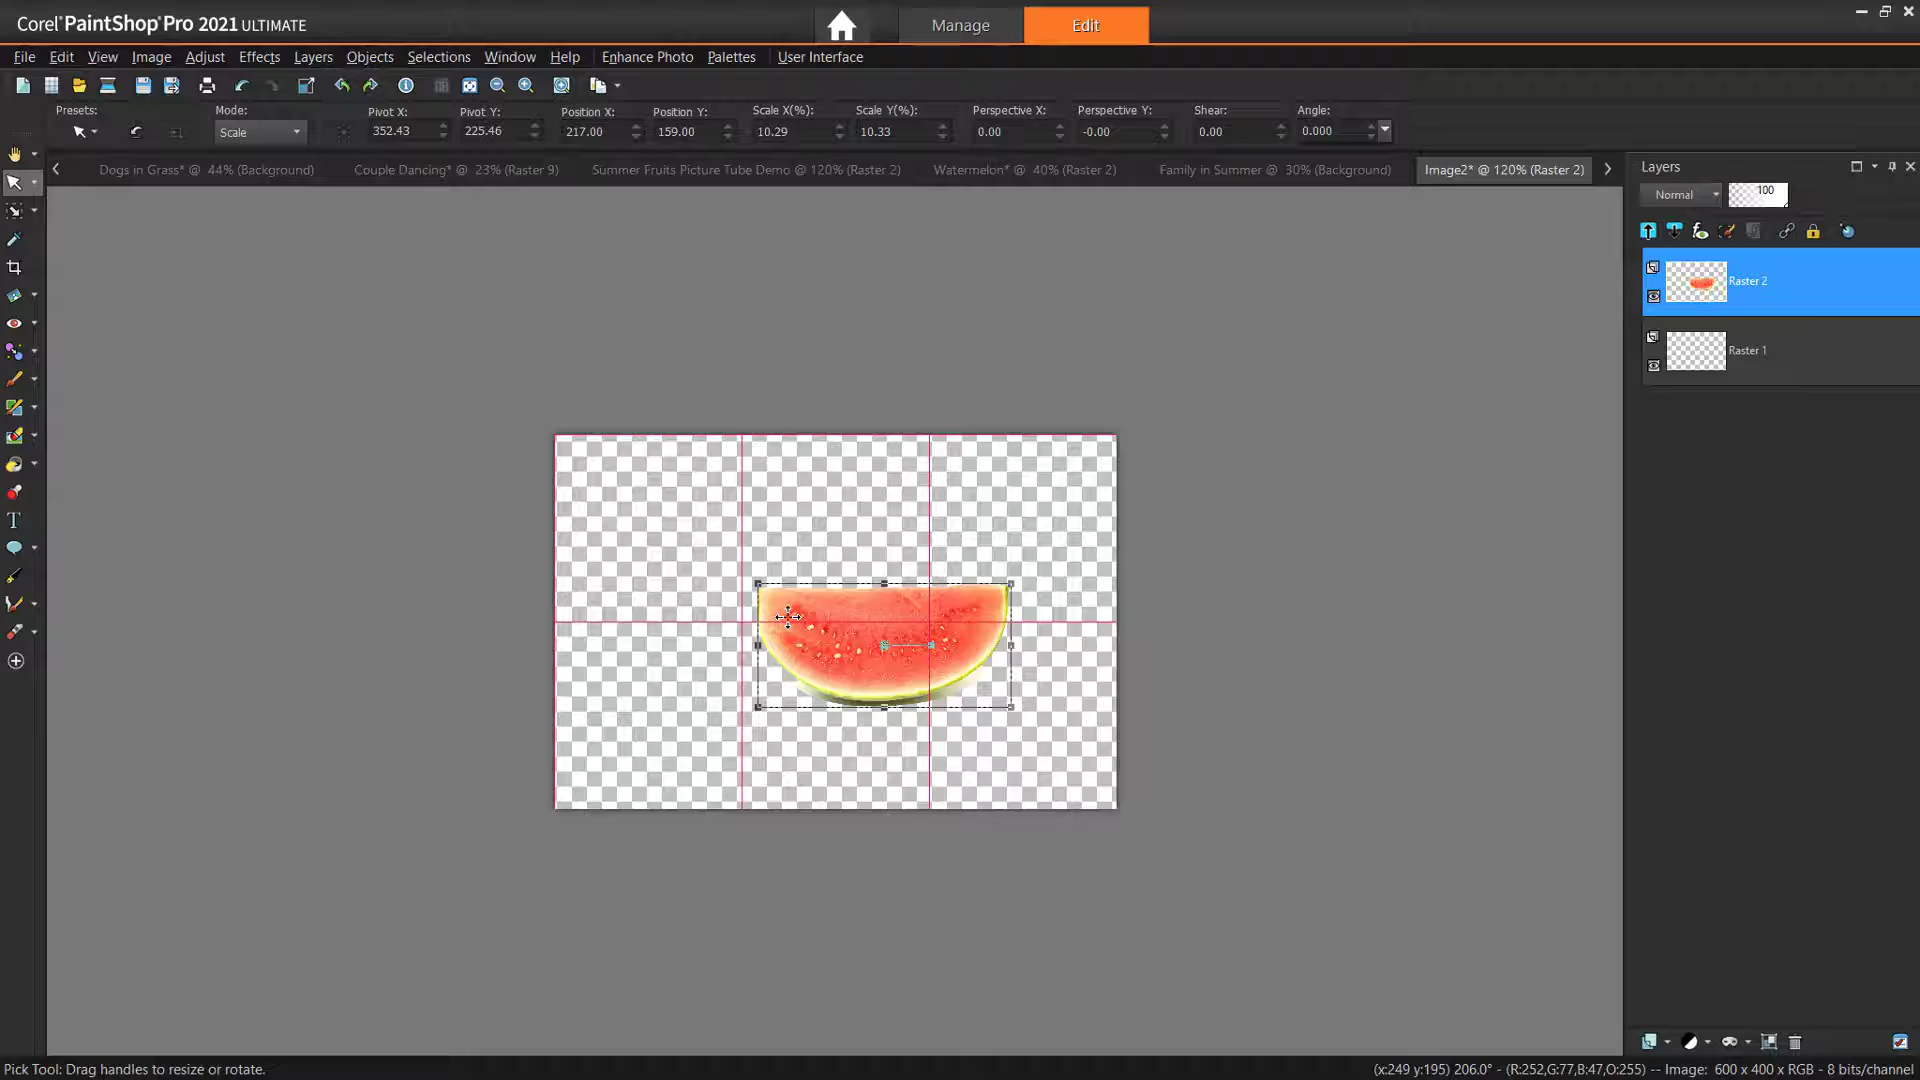 Corel PaintShop Pro 2021 ULTIMATE
Manage
Edit
File Edit View Image Adjust Effects Layers Objects Selections Window Help Enhance Photo Palettes User Interface
Presets: Mode: Pivot X: Pivot Y: Position X: Position Y: Scale X(%): Scale Y(%): Perspective X: Perspective Y: Shear: Angle:
Scale 352.43 225.46 217.00 159.00 10.29 10.33 0.00 -0.00 0.00 0.000
Dogs in Grass* @ 44% (Background) Couple Dancing* @ 23% (Raster 9) Summer Fruits Picture Tube Demo @ 120% (Raster 2) Watermelon* @ 40% (Raster 2) Family in Summer @ 30% (Background) Image2* @ 120% (Raster 2)
Layers
Normal 100
Raster 2
Raster 1
T
Pick Tool: Drag handles to resize or rotate.
(x:249 y:195) 206.0° - (R:252,G:77,B:47,O:255) -- Image: 600 x 400 x RGB - 8 bits/channel